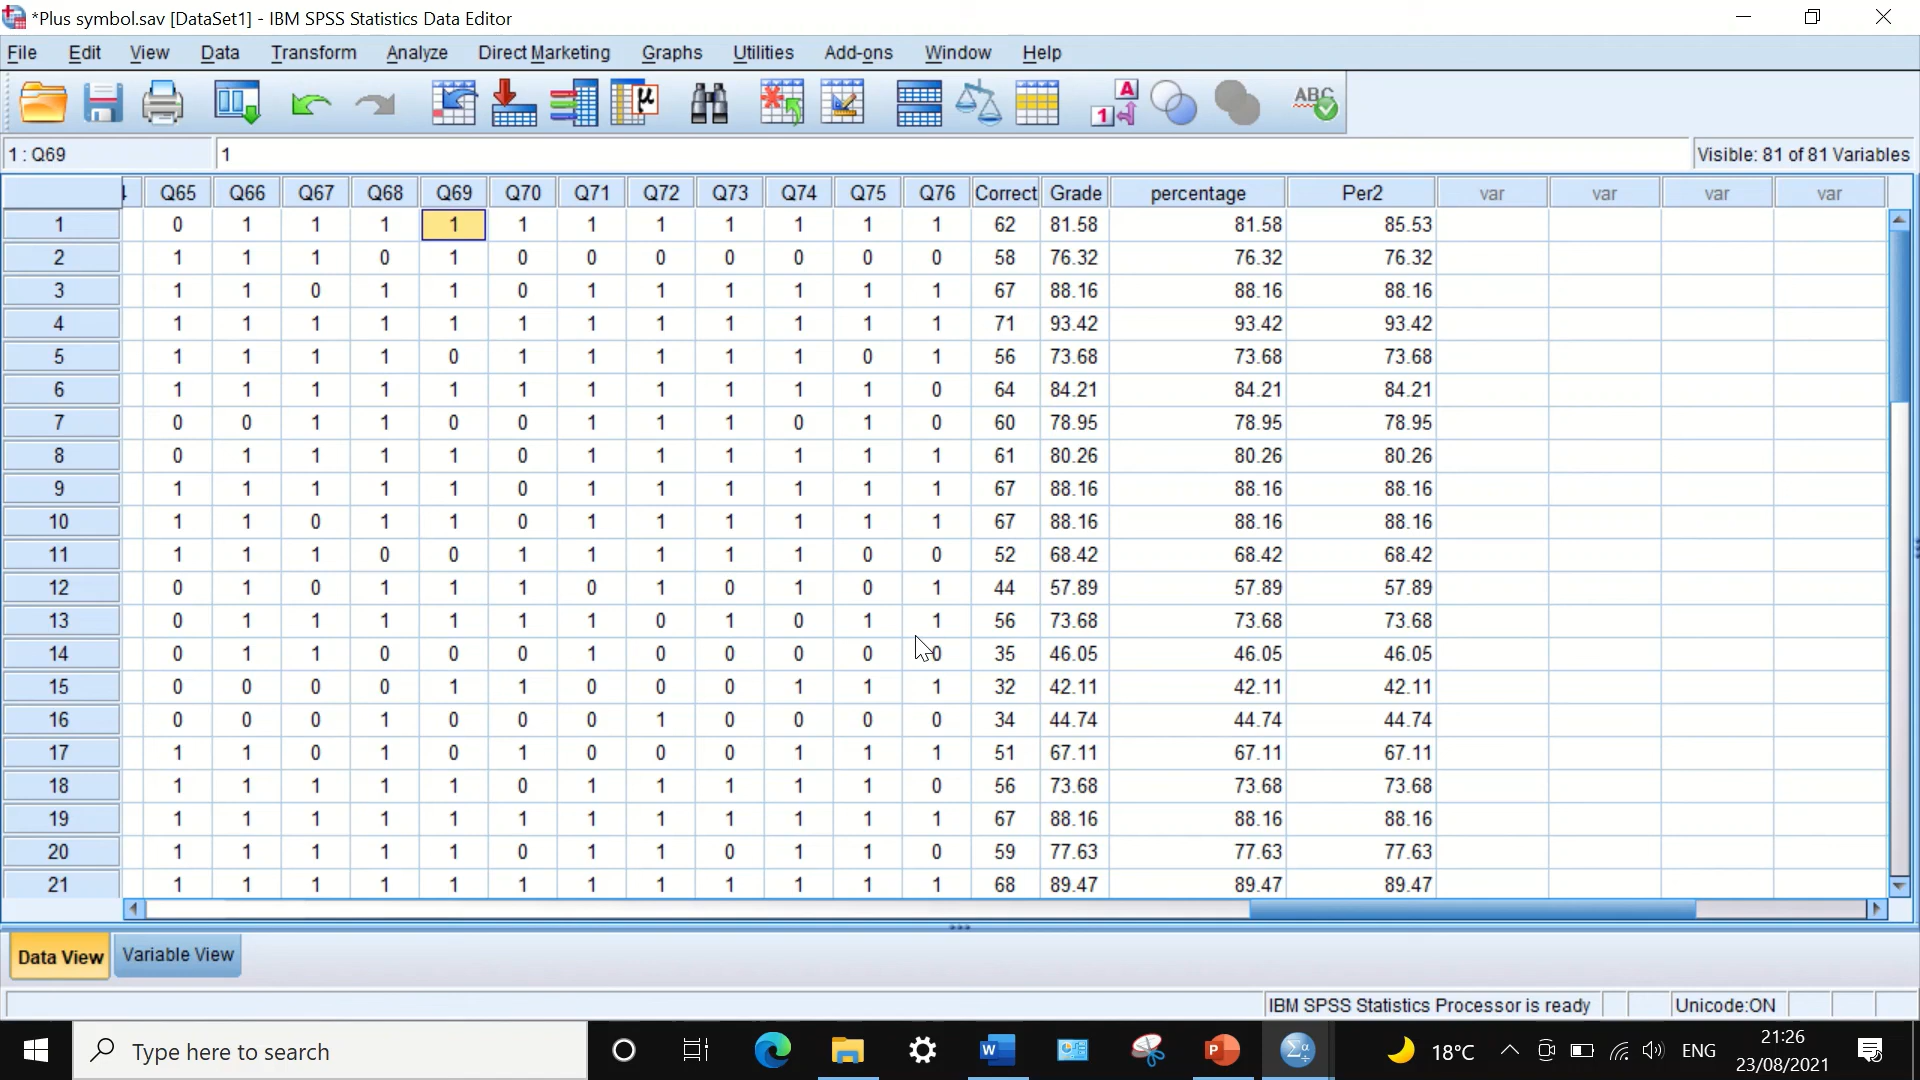 *Plus symbol.sav [DataSet1] - IBM SPSS Statistics Data Editor
File Edit View Data Transform Analyze Direct Marketing Graphs Utilities Add-ons Window Help
1 : Q69 1 Visible: 81 of 81 Variables
4 Q65 Q66 Q67 Q68 Q69 Q70 Q71 Q72 Q73 Q74 Q75 Q76 Correct Grade percentage Per2 var var var var
1 0 1 1 1 1 1 1 1 1 1 1 1 62 81.58 81.58 85.53
2 1 1 1 0 1 0 0 0 0 0 0 0 58 76.32 76.32 76.32
3 1 1 0 1 1 0 1 1 1 1 1 1 67 88.16 88.16 88.16
4 1 1 1 1 1 1 1 1 1 1 1 1 71 93.42 93.42 93.42
5 1 1 1 1 0 1 1 1 1 1 0 1 56 73.68 73.68 73.68
6 1 1 1 1 1 1 1 1 1 1 1 0 64 84.21 84.21 84.21
7 0 0 1 1 0 0 1 1 1 0 1 0 60 78.95 78.95 78.95
8 0 1 1 1 1 0 1 1 1 1 1 1 61 80.26 80.26 80.26
9 1 1 1 1 1 0 1 1 1 1 1 1 67 88.16 88.16 88.16
10 1 1 0 1 1 0 1 1 1 1 1 1 67 88.16 88.16 88.16
11 1 1 1 0 0 1 1 1 1 1 0 0 52 68.42 68.42 68.42
12 0 1 0 1 1 1 0 1 0 1 0 1 44 57.89 57.89 57.89
13 0 1 1 1 1 1 1 0 1 0 1 1 56 73.68 73.68 73.68
14 0 1 1 0 0 0 1 0 0 0 0 0 35 46.05 46.05 46.05
15 0 0 0 0 1 1 0 0 0 1 1 1 32 42.11 42.11 42.11
16 0 0 0 1 0 0 0 1 0 0 0 0 34 44.74 44.74 44.74
17 1 1 0 1 0 1 0 0 0 1 1 1 51 67.11 67.11 67.11
18 1 1 1 1 1 0 1 1 1 1 1 0 56 73.68 73.68 73.68
19 1 1 1 1 1 1 1 1 1 1 1 1 67 88.16 88.16 88.16
20 1 1 1 1 1 0 1 1 0 1 1 0 59 77.63 77.63 77.63
21 1 1 1 1 1 1 1 1 1 1 1 1 68 89.47 89.47 89.47
Data View Variable View
IBM SPSS Statistics Processor is ready Unicode:ON
Type here to search 18°C ENG 21:26
23/08/2021